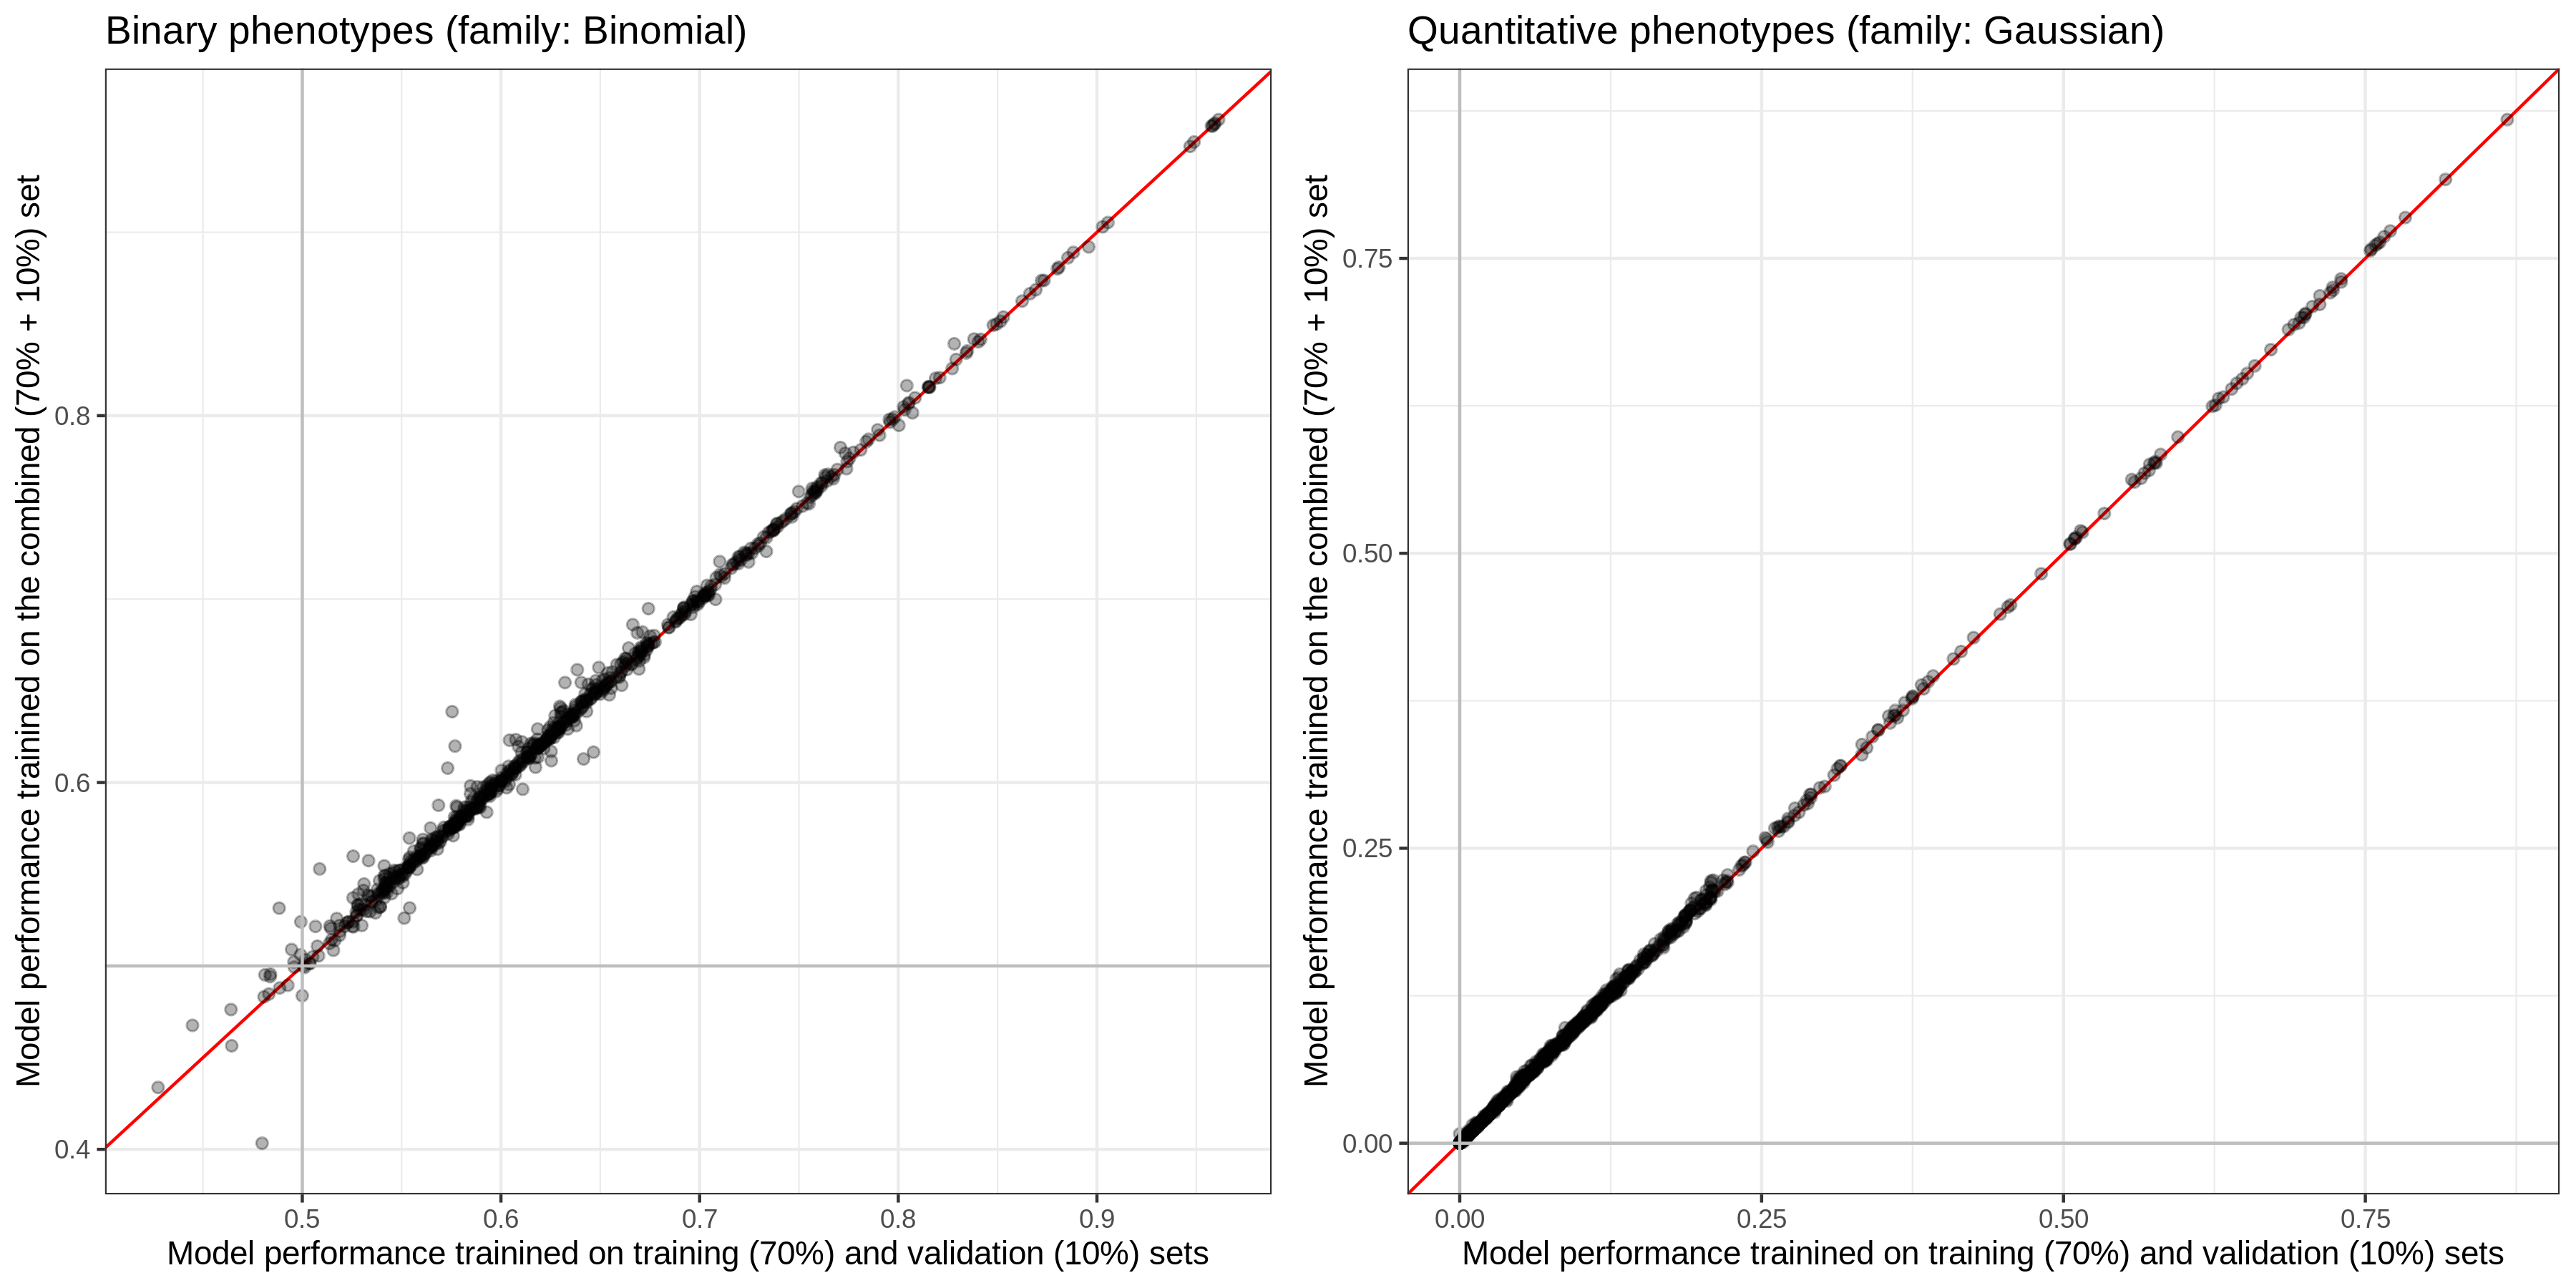 Binary phenotypes (family: Binomial)
Model performance trainined on the combined (70% + 10%) set
0.8
0.6
0.4
0.5 0.6 0.7 0.8 0.9
Model performance trainined on training (70%) and validation (10%) sets
Quantitative phenotypes (family: Gaussian)
Model performance trainined on the combined (70% + 10%) set
0.75
0.50
0.25
0.00
0.00 0.25 0.50 0.75
Model performance trainined on training (70%) and validation (10%) sets